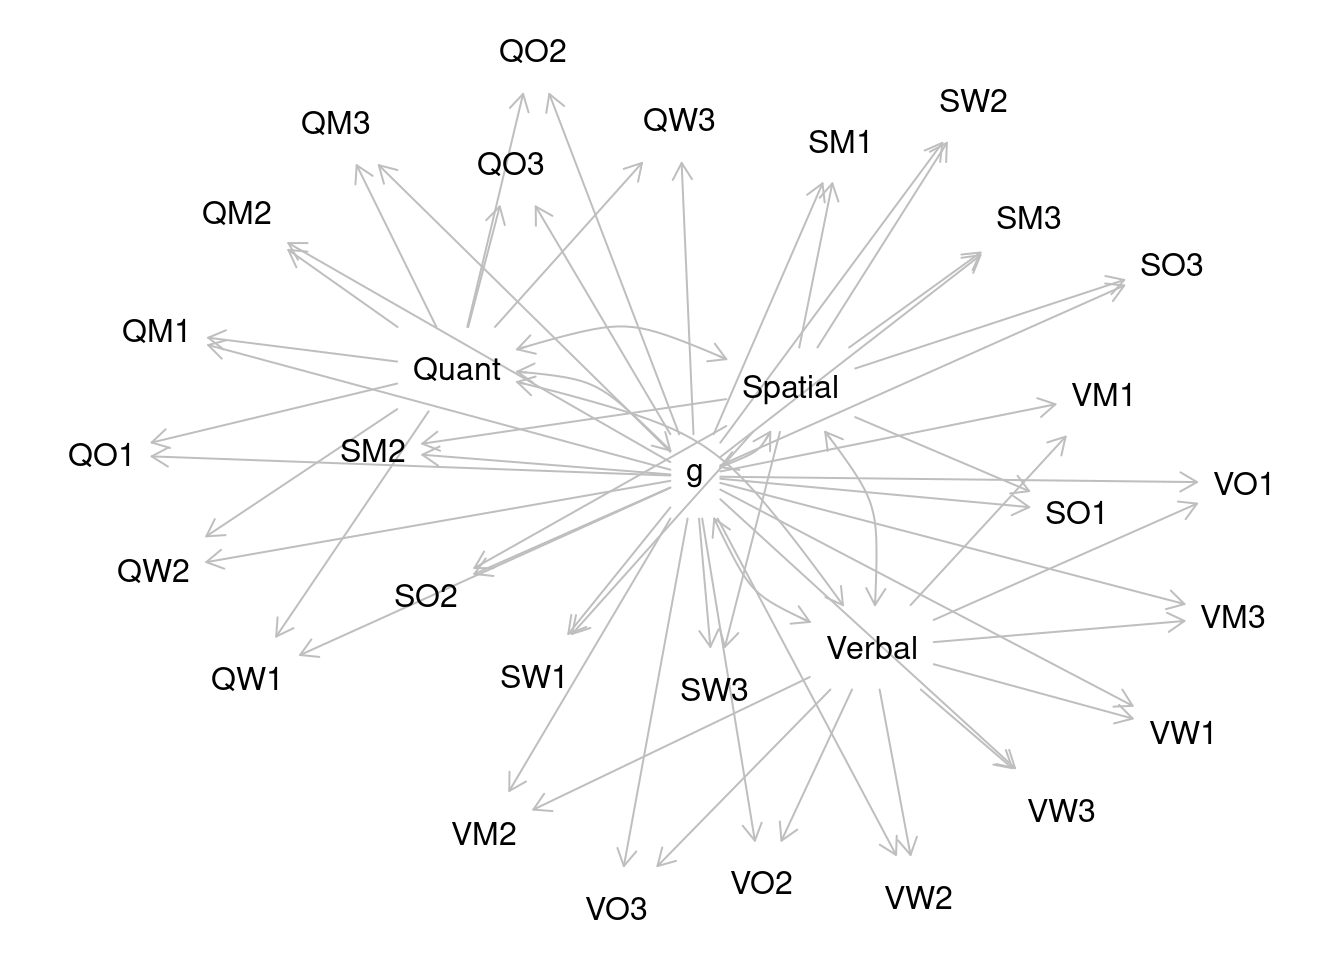 QO2
SW2
QM3
QW3
SM1
QO3
QM2
SM3
SO3
QM1
Quant
Spatial
VM1
QO1
SM2
g
VO1
SO1
QW2
SO2
VM3
Verbal
QW1
SW1
SW3
VW1
VW3
VM2
VO2
VW2
VO3